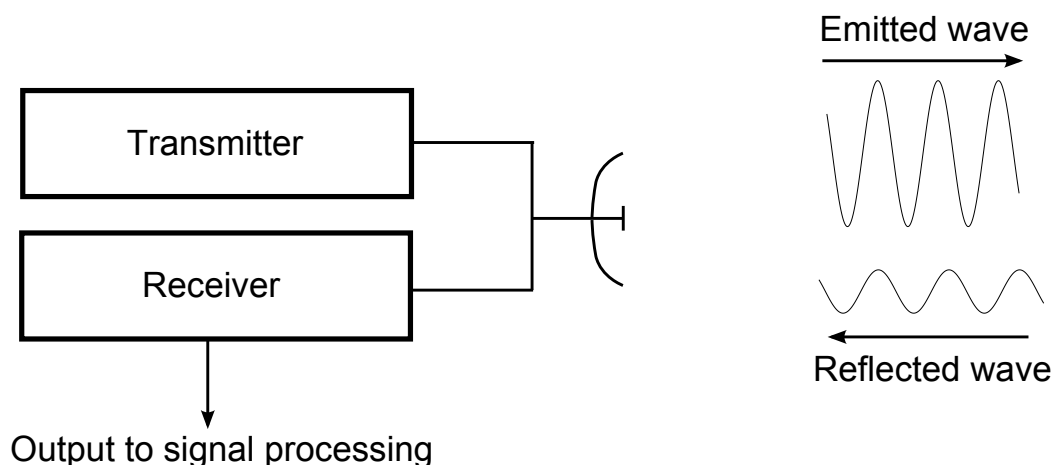 Emitted wave
Transmitter
Receiver
Reflected wave
Output to signal processing